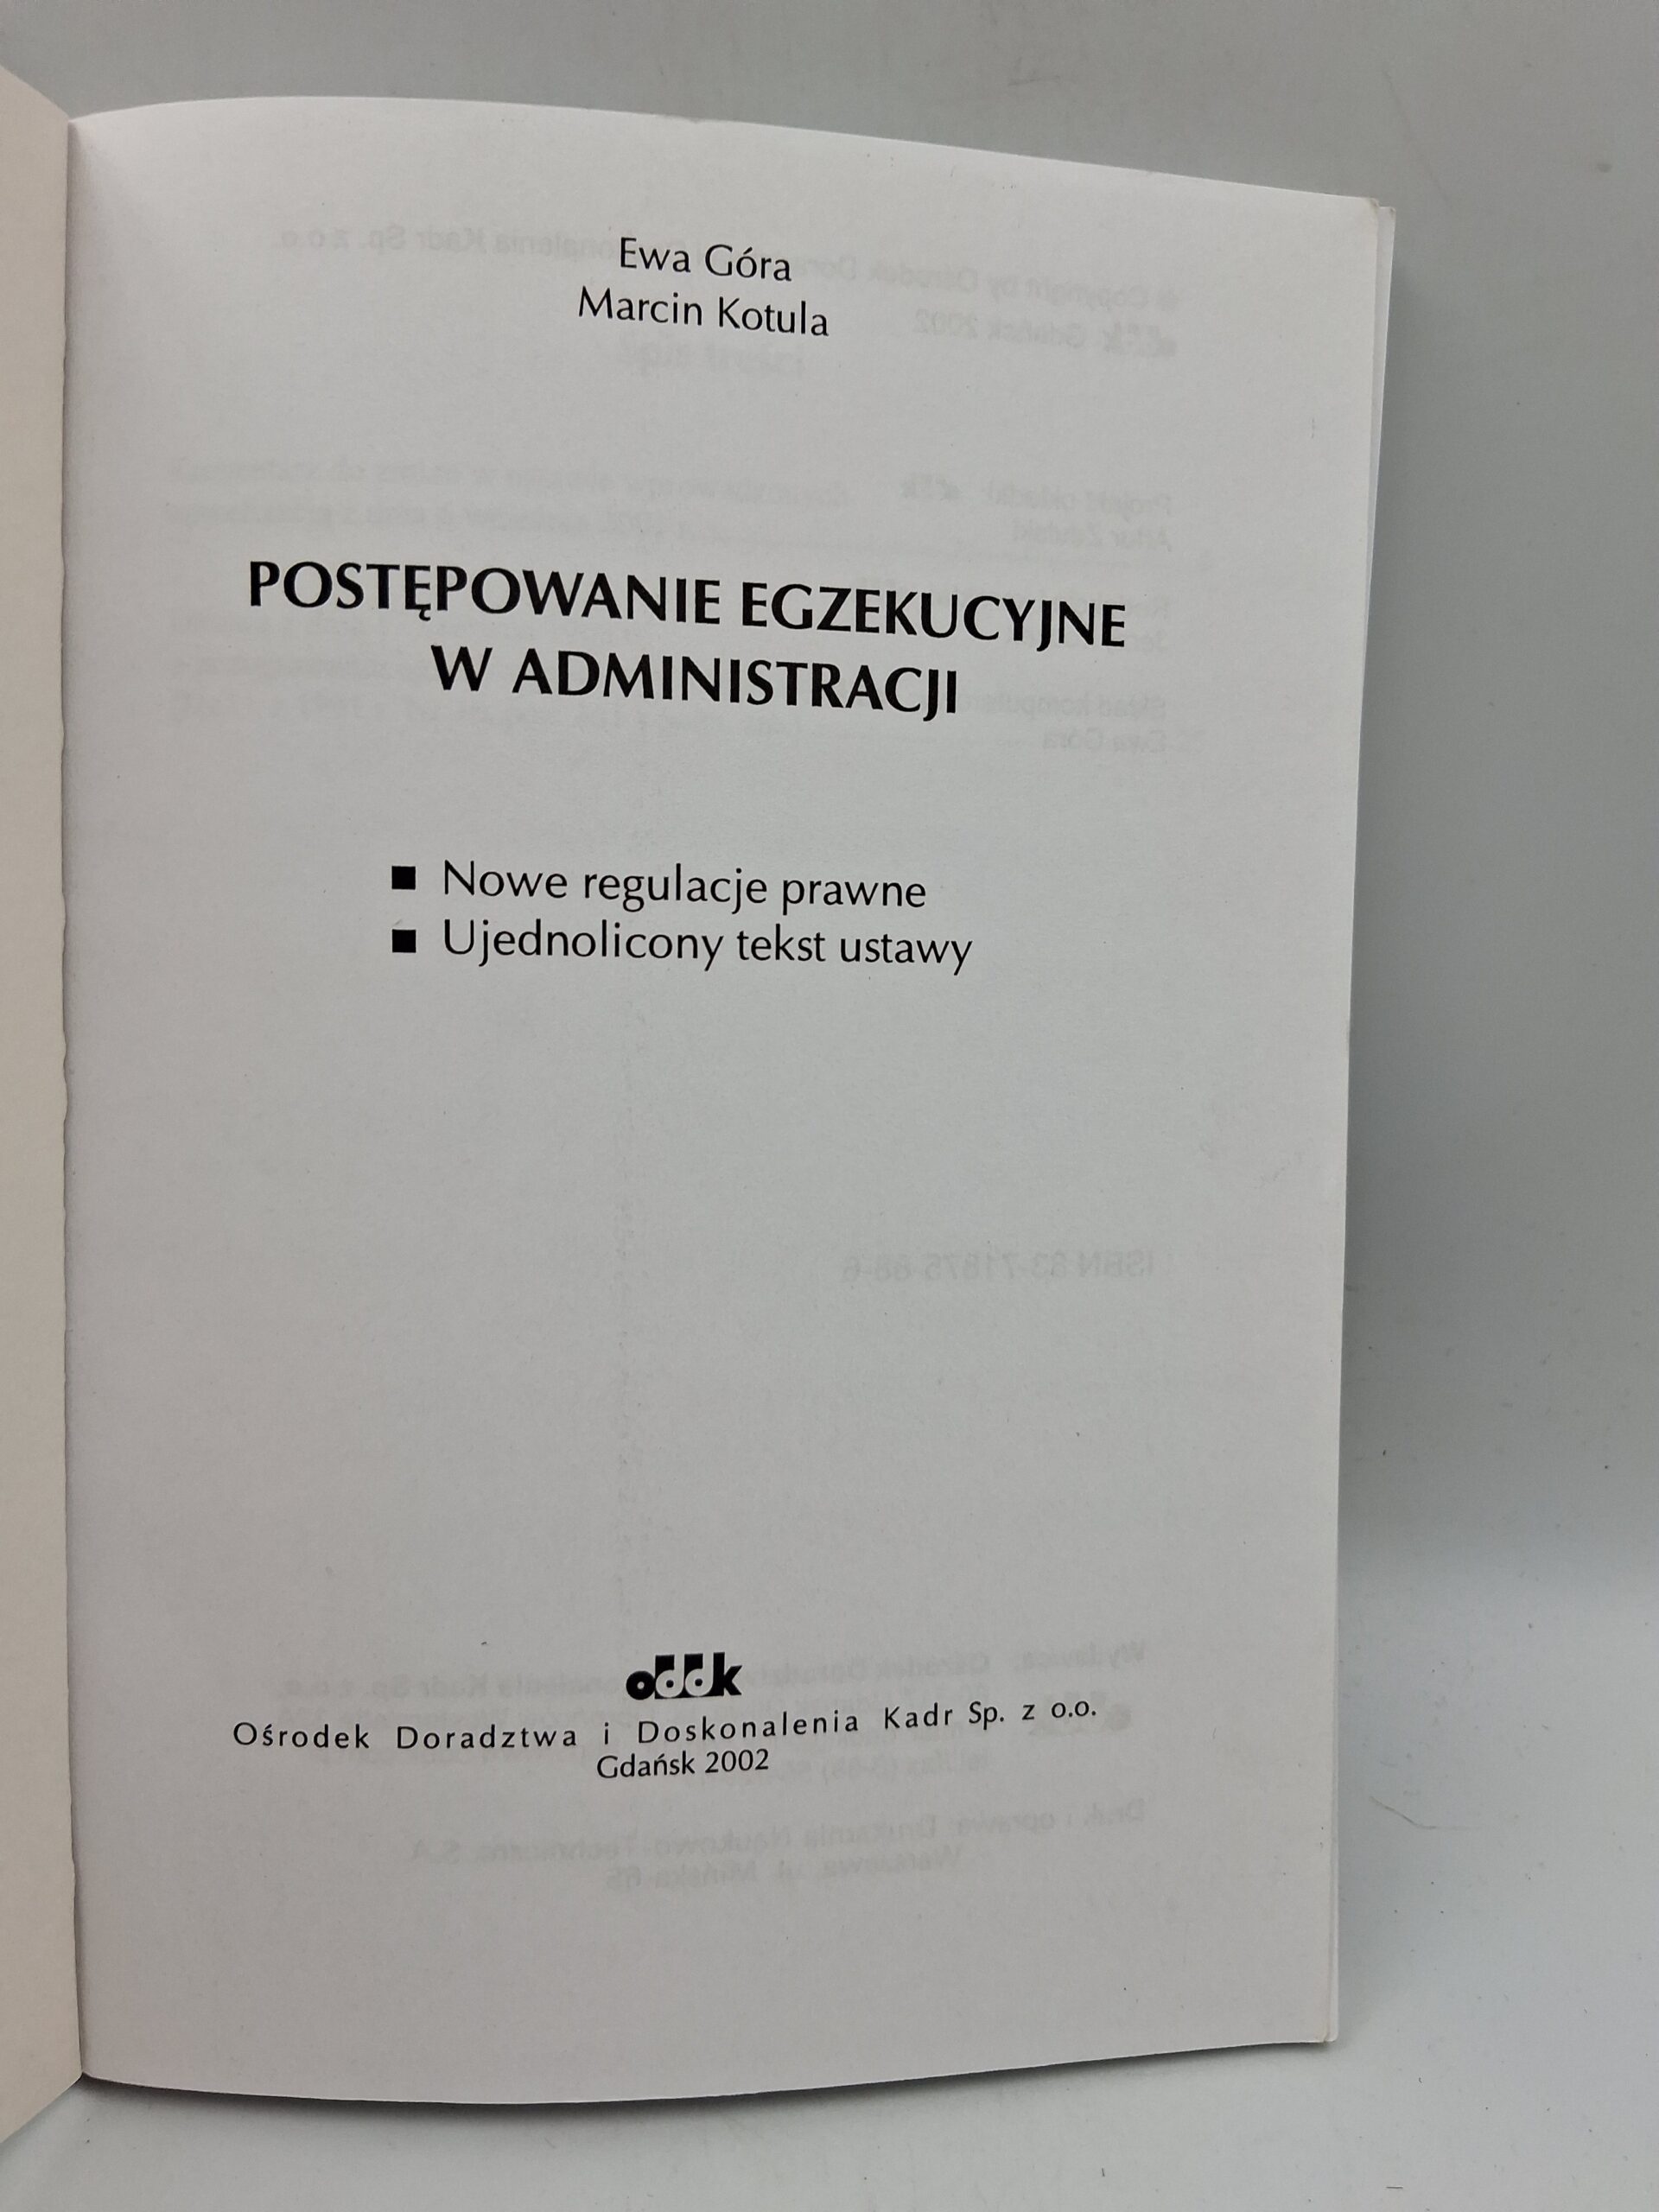 Ewa Góra
Marcin Kotula
POSTĘPOWANIE EGZEKUCYJNE
W ADMINISTRACJI
■ Nowe regulacje prawne
■ Ujednolicony tekst ustawy
oddk
Ośrodek Doradztwa i Doskonalenia Kadr Sp. z o.o.
Gdańsk 2002